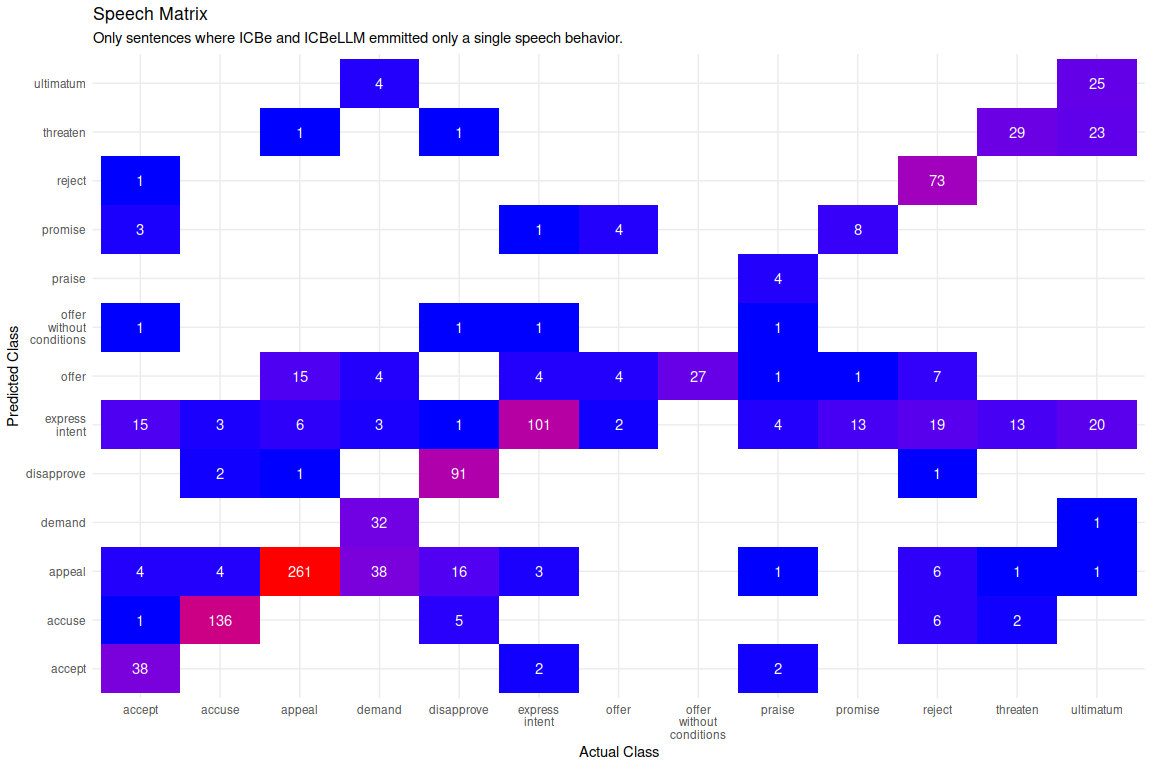 Speech Matrix
Only sentences where ICBe and ICBeLLM emmitted only a single speech behavior.
ultimatum 4 25
threaten 1 1 29 23
reject 1 73
promise 3 1 4 8
praise 4
offer
without
conditions
1 1 1 1
offer 15 4 4 4 27 1 1 7
express
intent
15 3 6 3 1 101 2 4 13 19 13 20
disapprove 2 1 91 1
demand 32 1
appeal 4 4 261 38 16 3 1 6 1 1
accuse 1 136 5 6 2
accept 38 2 2
Predicted Class
accept accuse appeal demand disapprove express offer offer praise promise reject threaten ultimatum
intent without
conditions
Actual Class